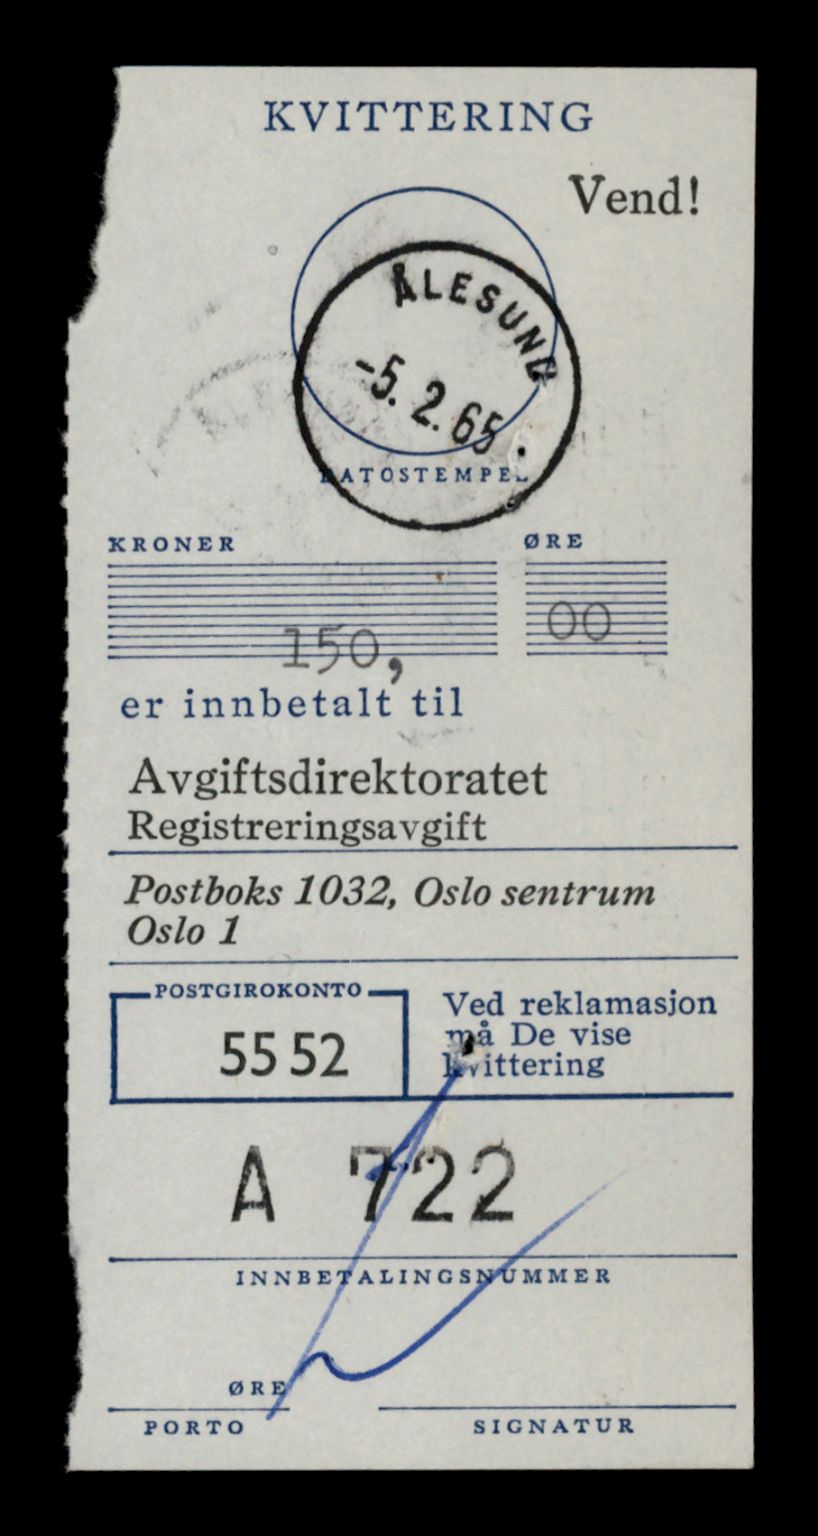 KVITTERING
Vend!
ÅLESUND
-5. 2. 65.
DATOSTEMPEL
KRONER ØRE
150, 00
er innbetalt til
Avgiftsdirektoratet
Registreringsavgift
Postboks 1032, Oslo sentrum
Oslo 1
POSTGIROKONTO
55 52
Ved reklamasjon
må De vise
kvittering
A 722
INNBETALINGSNUMMER
ØRE
PORTO SIGNATUR